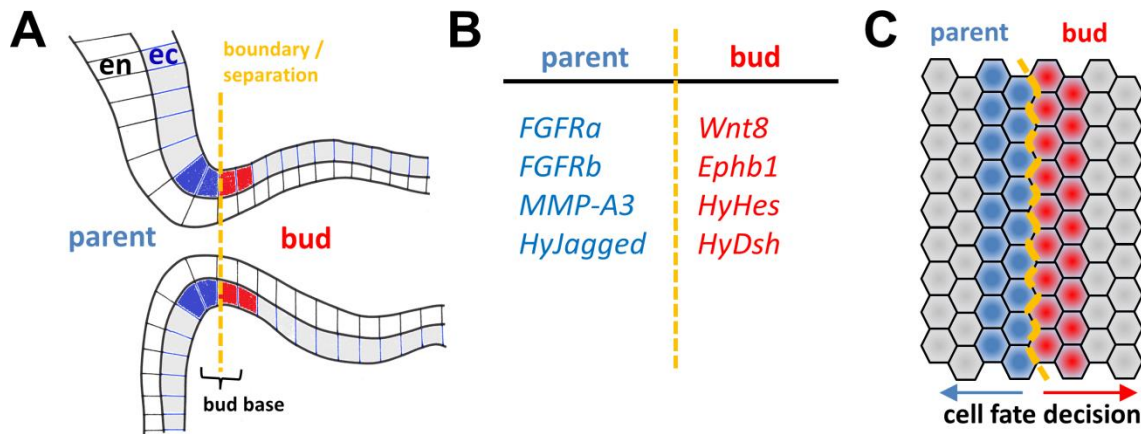 A
en
ec
boundary /
separation
parent
bud
bud base
B
parent
bud
FGFRa
Wnt8
FGFRb
Ephb1
MMP-A3
HyHes
HyJagged
HyDsh
C
parent
bud
cell fate decision